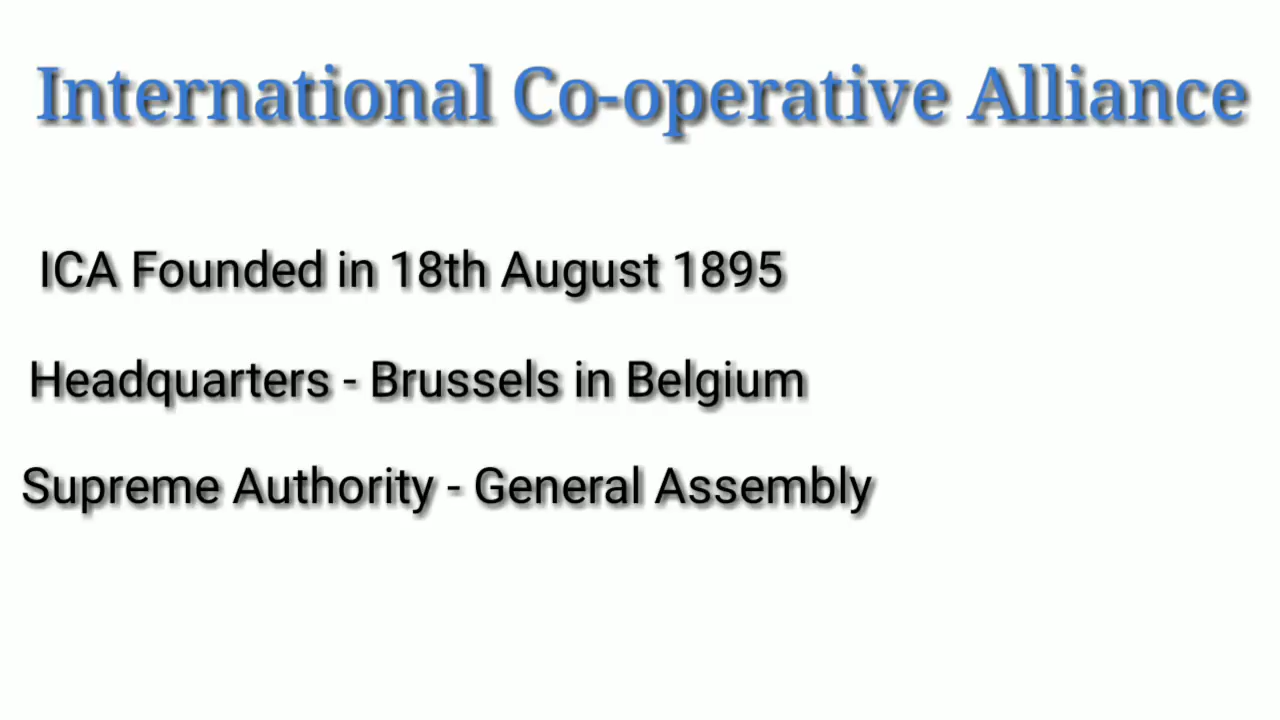 International Co-operative Alliance
ICA Founded in 18th August 1895
Headquarters - Brussels in Belgium
Supreme Authority - General Assembly